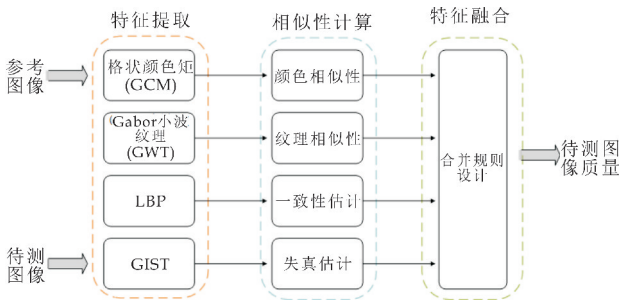 特征提取
相似性计算
特征融合
参考
图像
格状颜色矩
(GCM)
颜色相似性
(Gabor小波
纹理
(GWT)
纹理相似性
合并规则
设计
待测图
像质量
LBP
一致性估计
待测
图像
GIST
失真估计